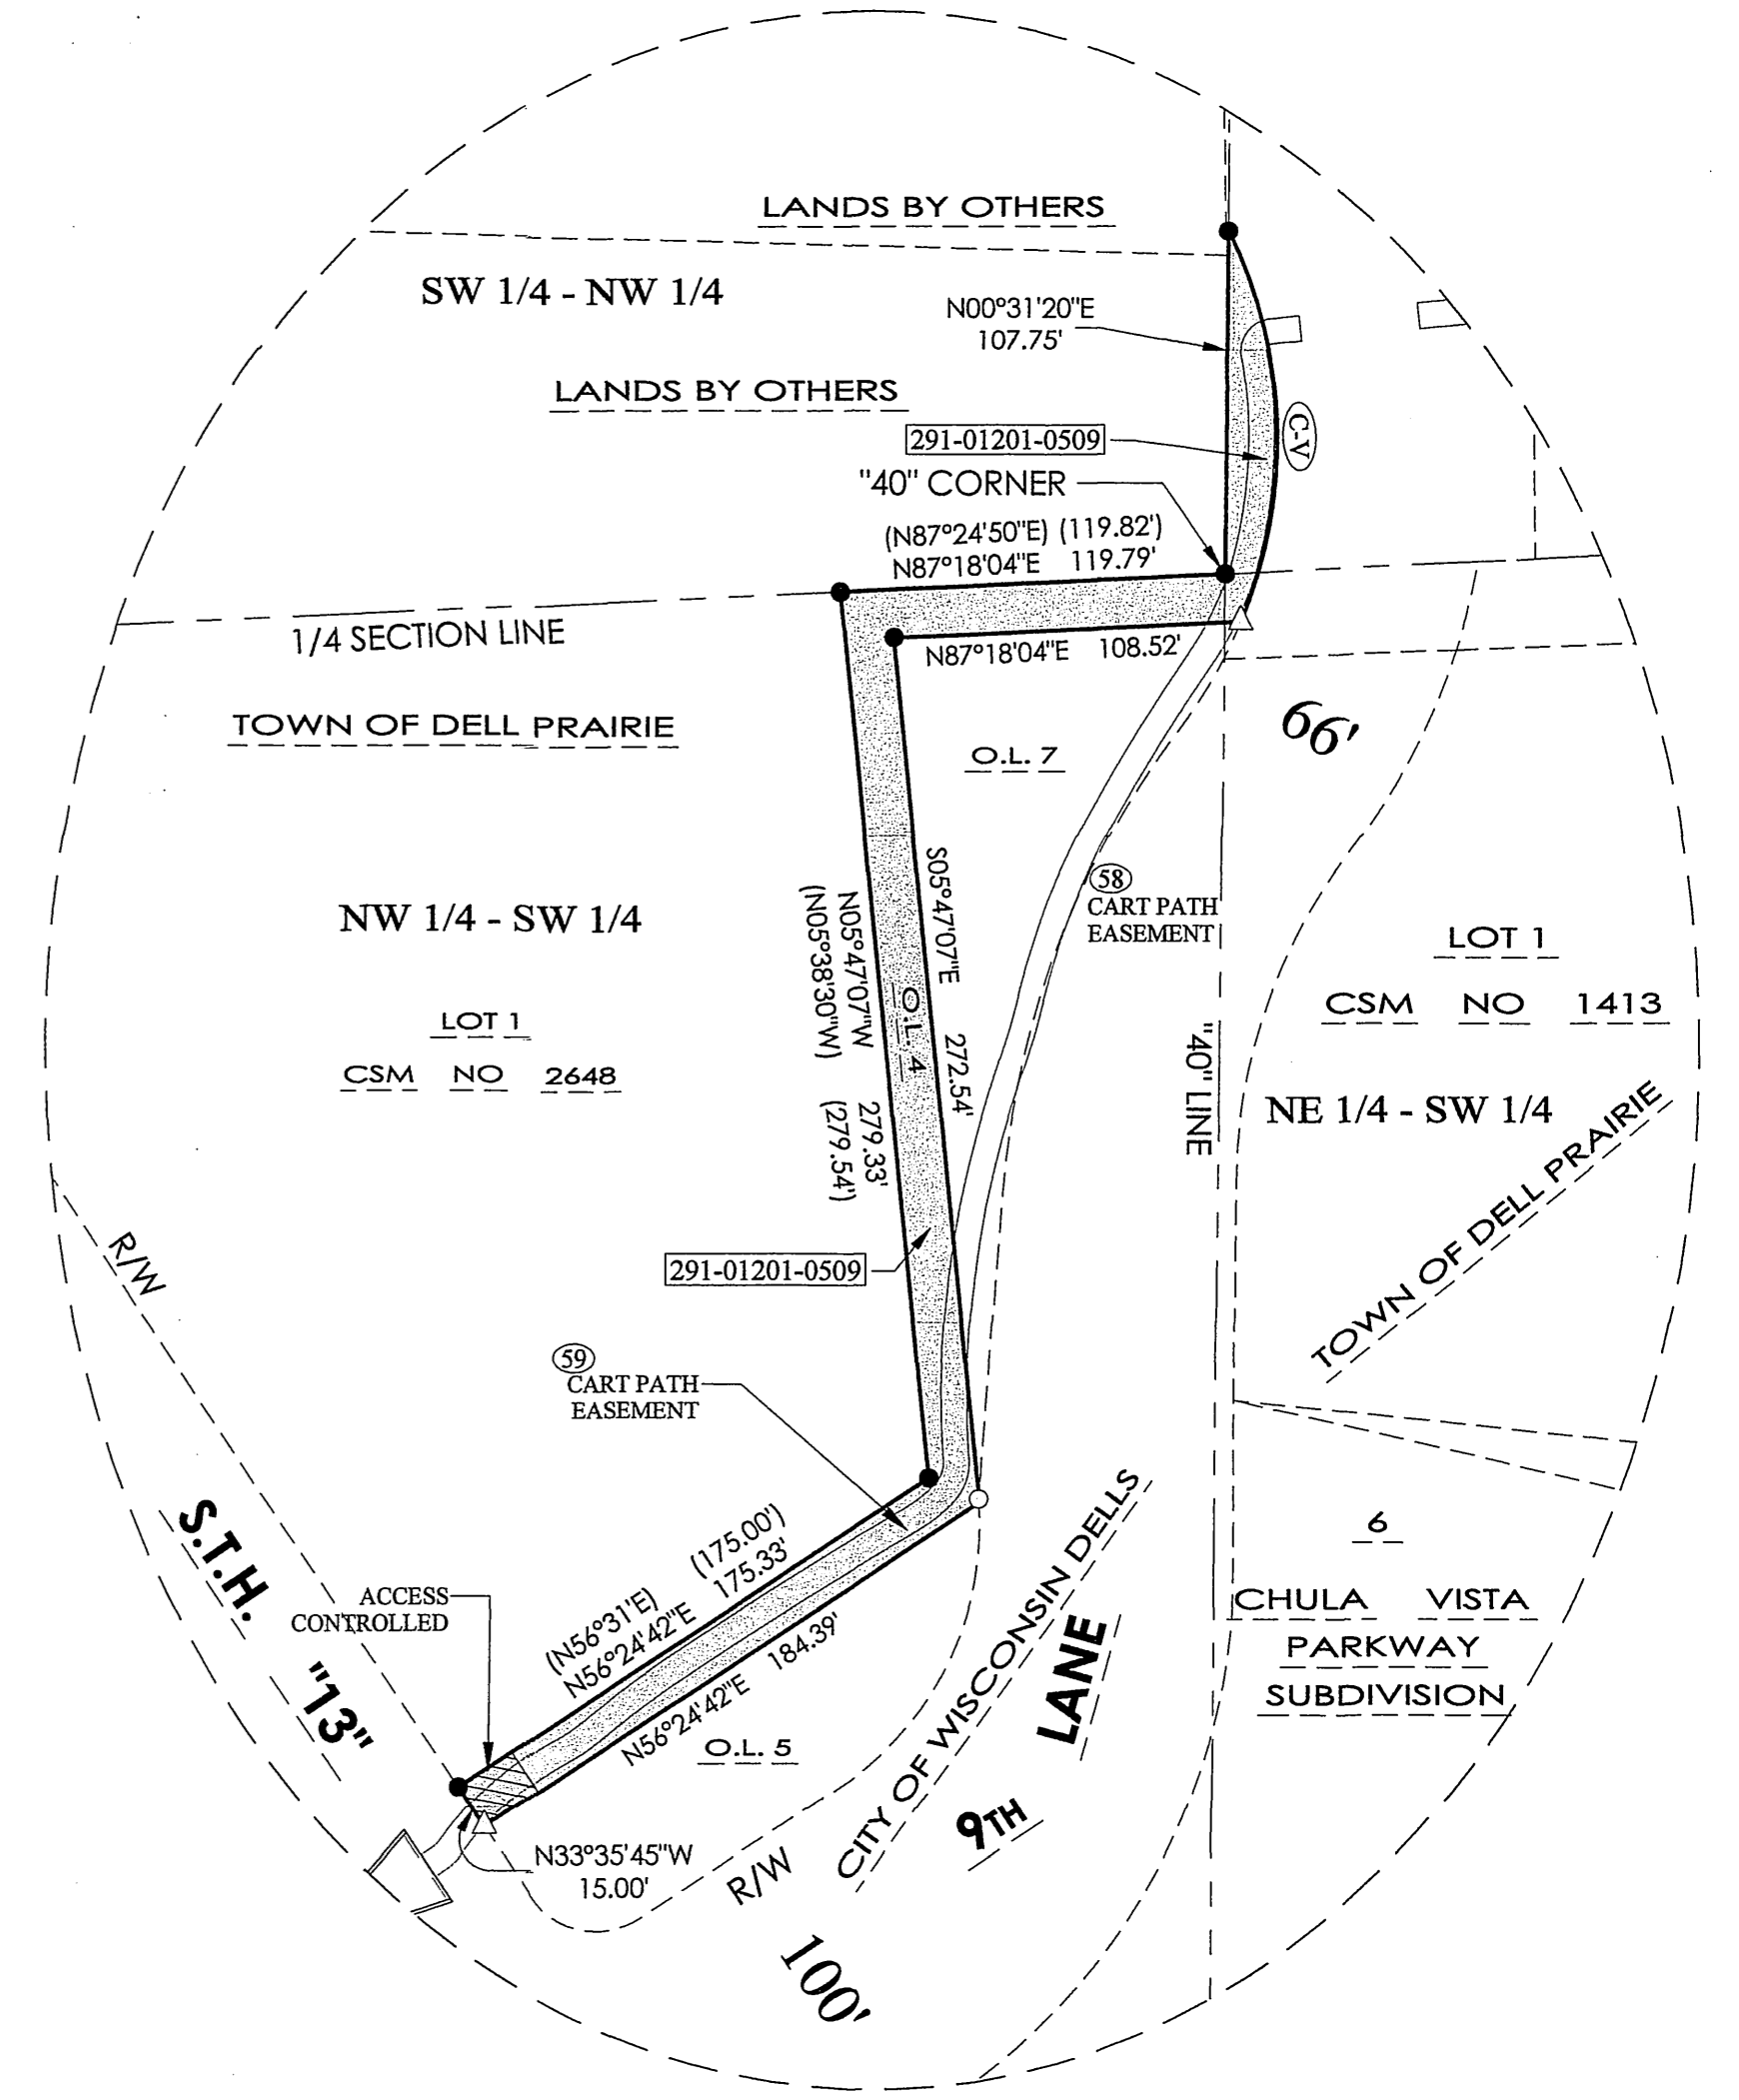 LANDS BY OTHERS
SW 1/4 - NW 1/4
N00°31'20"E
107.75'
LANDS BY OTHERS
291-01201-0509
C-V
"40" CORNER
(N87°24'50"E) (119.82')
N87°18'04"E 119.79'
1/4 SECTION LINE
N87°18'04"E 108.52'
TOWN OF DELL PRAIRIE
O.L. 7
66'
S05°47'07"E 272.54'
N05°47'07"W 279.33'
(N05°38'30"W) (279.54')
O.L. 4
58
CART PATH
EASEMENT
NW 1/4 - SW 1/4
LOT 1
CSM NO 1413
LOT 1
CSM NO 2648
"40" LINE
NE 1/4 - SW 1/4
TOWN OF DELL PRAIRIE
R/W
291-01201-0509
59
CART PATH
EASEMENT
S.T.H. "13"
ACCESS
CONTROLLED
(N56°31'E) (175.00')
N56°24'42"E 175.33'
N56°24'42"E 184.39'
O.L. 5
6
CHULA VISTA
PARKWAY
SUBDIVISION
CITY OF WISCONSIN DELLS
9TH LANE
N33°35'45"W
15.00'
R/W
100'